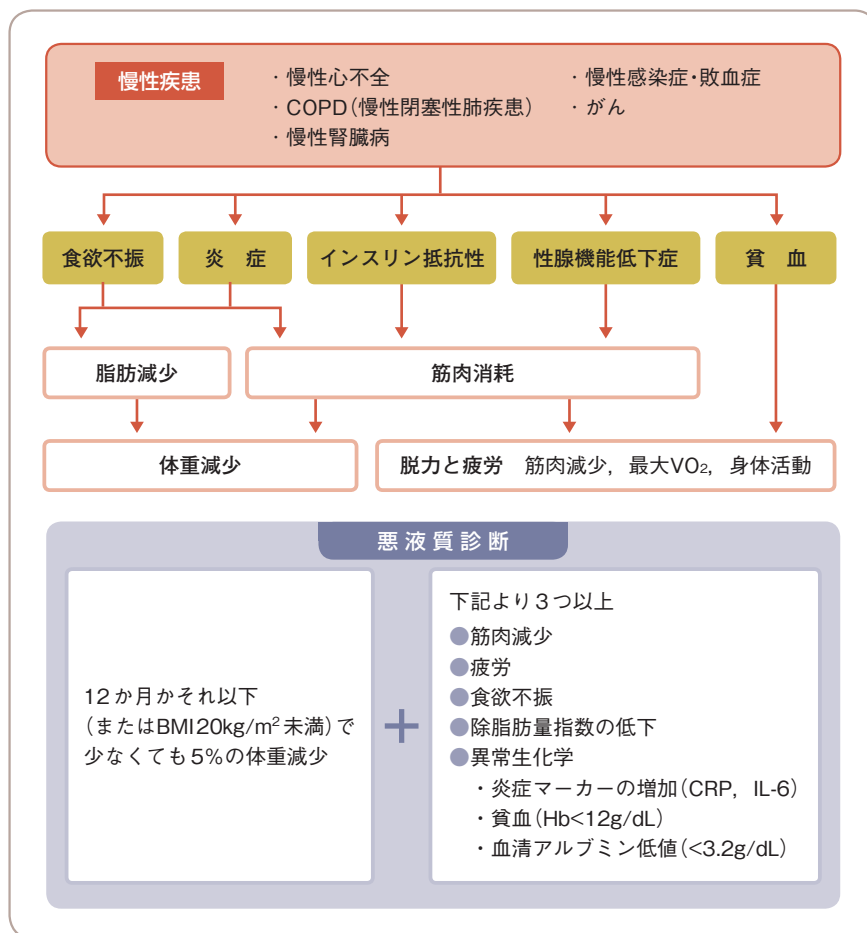 慢性疾患
・慢性心不全
・COPD（慢性閉塞性肺疾患）
・慢性腎臓病
・慢性感染症・敗血症
・がん
食欲不振
炎　症
インスリン抵抗性
性腺機能低下症
貧　血
脂肪減少
筋肉消耗
体重減少
脱力と疲労　筋肉減少，最大VO₂，身体活動
悪液質診断
12か月かそれ以下
（またはBMI20kg/m²未満）で
少なくても5%の体重減少
＋
下記より3つ以上
●筋肉減少
●疲労
●食欲不振
●除脂肪量指数の低下
●異常生化学
・炎症マーカーの増加（CRP，IL-6）
・貧血（Hb<12g/dL）
・血清アルブミン低値（<3.2g/dL）